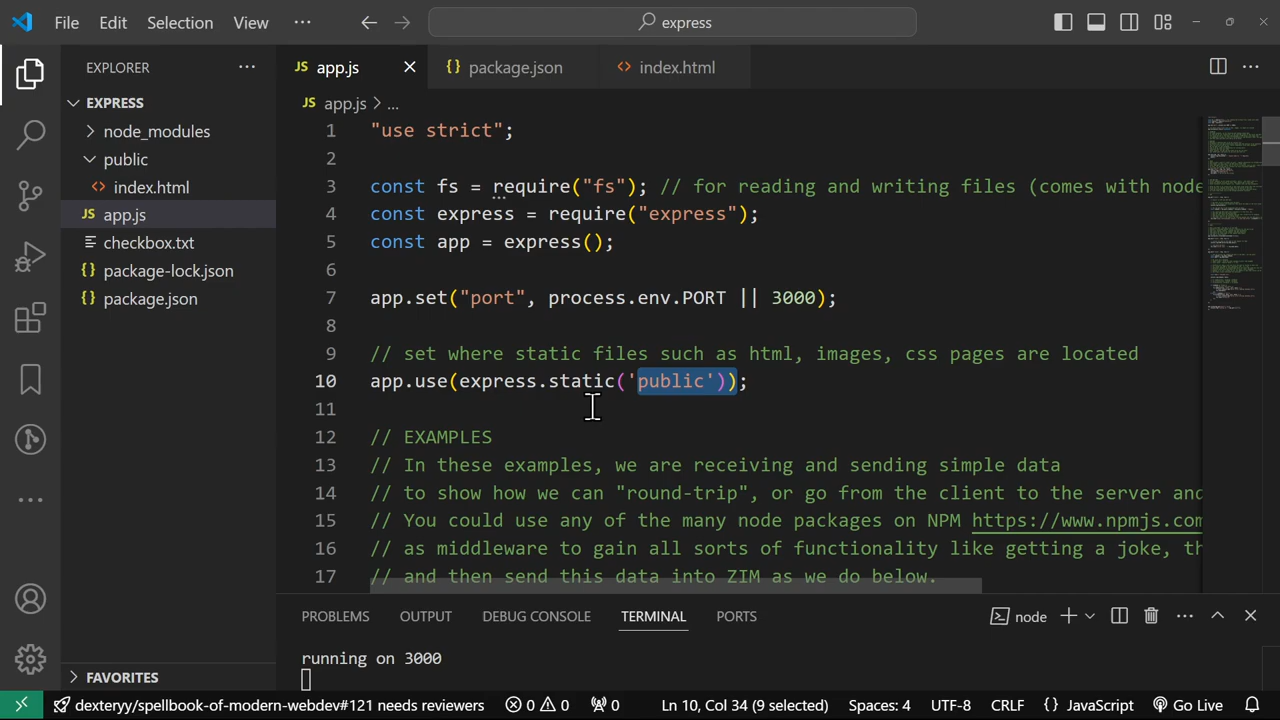 File Edit Selection View ··· express
EXPLORER ···
EXPRESS
node_modules
public
index.html
app.js
checkbox.txt
package-lock.json
package.json
FAVORITES
JS app.js {} package.json <> index.html
JS app.js > ...
1 "use strict";
2
3 const fs = require("fs"); // for reading and writing files (comes with node
4 const express = require("express");
5 const app = express();
6
7 app.set("port", process.env.PORT || 3000);
8
9 // set where static files such as html, images, css pages are located
10 app.use(express.static('public'));
11
12 // EXAMPLES
13 // In these examples, we are receiving and sending simple data
14 // to show how we can "round-trip", or go from the client to the server and
15 // You could use any of the many node packages on NPM https://www.npmjs.com
16 // as middleware to gain all sorts of functionality like getting a joke, th
17 // and then send this data into ZIM as we do below.
PROBLEMS OUTPUT DEBUG CONSOLE TERMINAL PORTS node
running on 3000
dexteryy/spellbook-of-modern-webdev#121 needs reviewers 0 0 0 Ln 10, Col 34 (9 selected) Spaces: 4 UTF-8 CRLF {} JavaScript Go Live